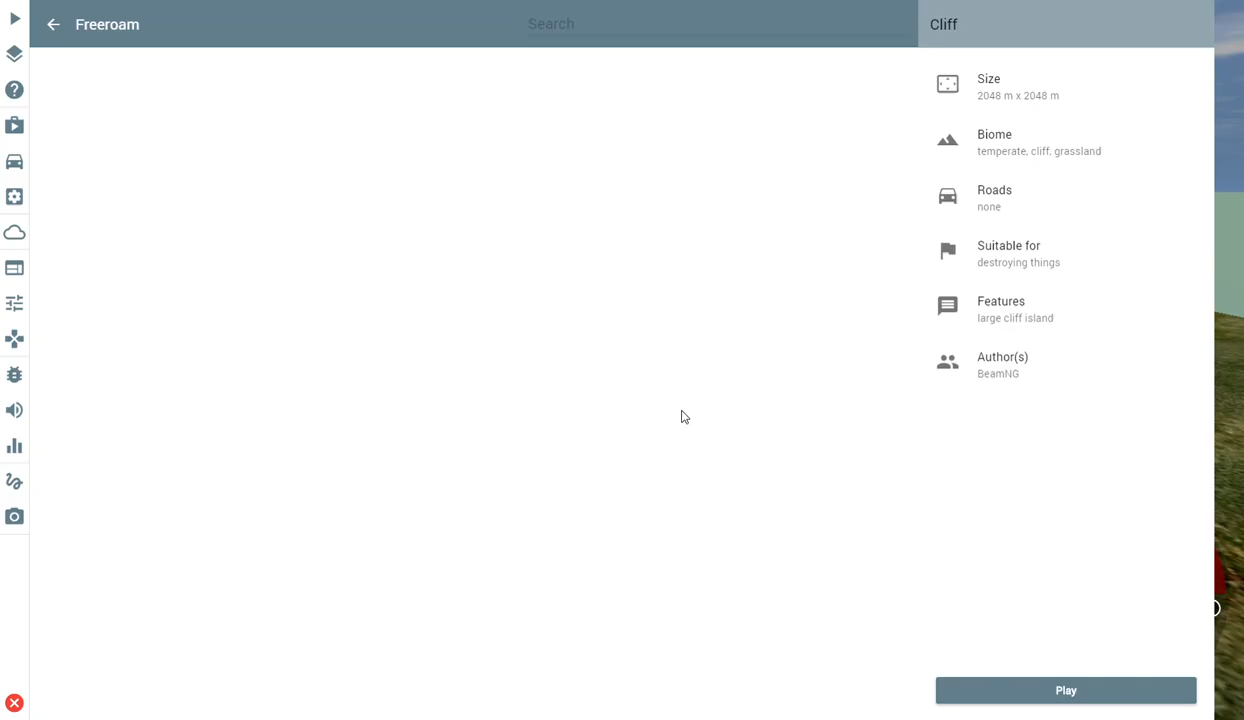 Freeroam
Search
Cliff
Size
2048 m x 2048 m
Biome
temperate, cliff, grassland
Roads
none
Suitable for
destroying things
Features
large cliff island
Author(s)
BeamNG
Play